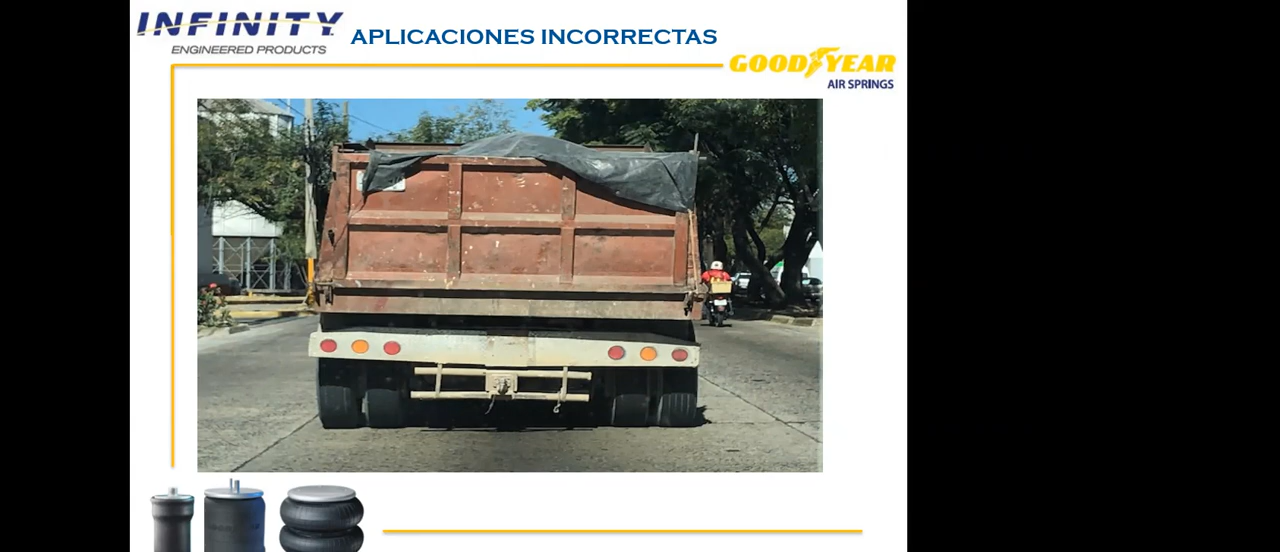 INFINITY
ENGINEERED PRODUCTS
APLICACIONES INCORRECTAS
GOODYEAR
AIR SPRINGS